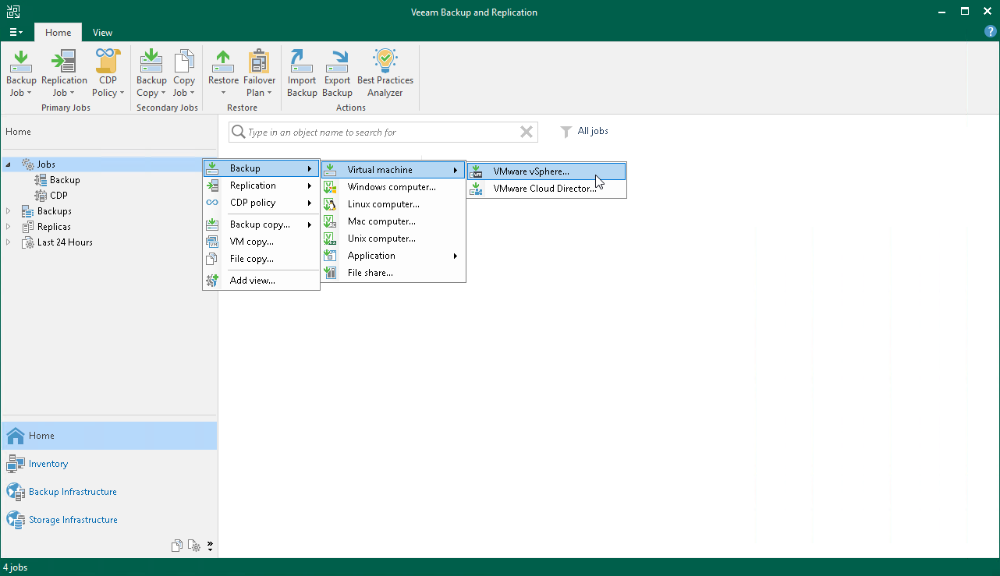 Veeam Backup and Replication
Home
View
?
Backup
Job
Replication
Job
CDP
Policy
Primary Jobs
Backup
Copy
Copy
Job
Secondary Jobs
Restore
Failover
Plan
Restore
Import
Backup
Export
Backup
Best Practices
Analyzer
Actions
Home
Type in an object name to search for
All jobs
Jobs
Backup
CDP
Backups
Replicas
Last 24 Hours
Backup
Replication
CDP policy
Backup copy...
VM copy...
File copy...
Add view...
Virtual machine
Windows computer...
Linux computer...
Mac computer...
Unix computer...
Application
File share...
VMware vSphere...
VMware Cloud Director...
Home
Inventory
Backup Infrastructure
Storage Infrastructure
4 jobs